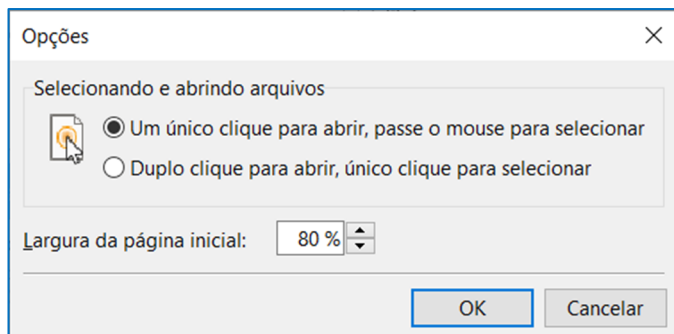 Opções
Selecionando e abrindo arquivos
Um único clique para abrir, passe o mouse para selecionar
Duplo clique para abrir, único clique para selecionar
Largura da página inicial: 80 %
OK Cancelar